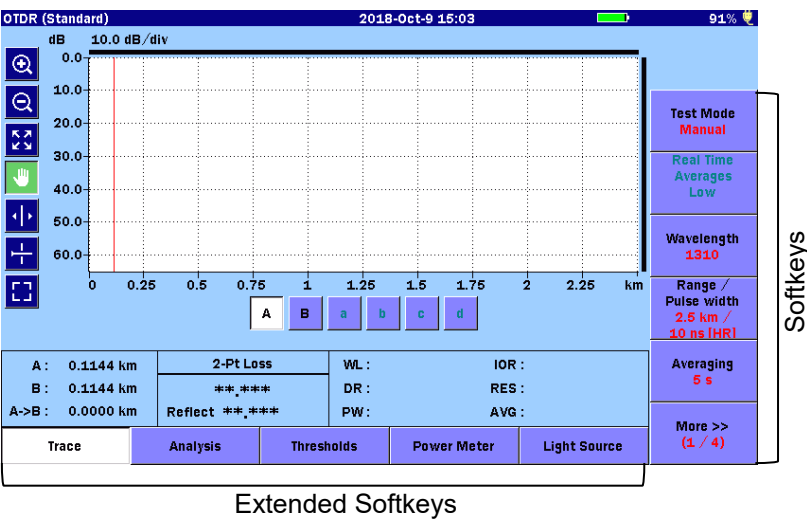 OTDR (Standard) 2018-Oct-9 15:03 91%
dB 10.0 dB/div
0.0
10.0
20.0
30.0
40.0
50.0
60.0
0 0.25 0.5 0.75 1 1.25 1.5 1.75 2 2.25 km
A B a b c d
A: 0.1144 km
B: 0.1144 km
A->B: 0.0000 km
2-Pt Loss
**.***
Reflect **.***
WL: IOR:
DR: RES:
PW: AVG:
Trace Analysis Thresholds Power Meter Light Source
Test Mode
Manual
Real Time
Averages
Low
Wavelength
1310
Range /
Pulse width
2.5 km /
10 ns [HR]
Averaging
5 s
More >>
(1 / 4)
Softkeys
Extended Softkeys